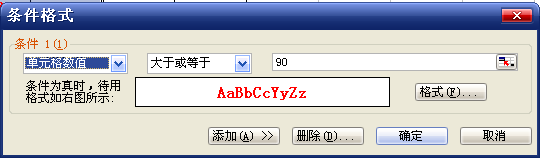 条件格式
条件 1(1)
单元格数值 大于或等于 90
条件为真时，待用
格式如右图所示:
AaBbCcYyZz
格式(F)...
添加(A) >> 删除(D)... 确定 取消